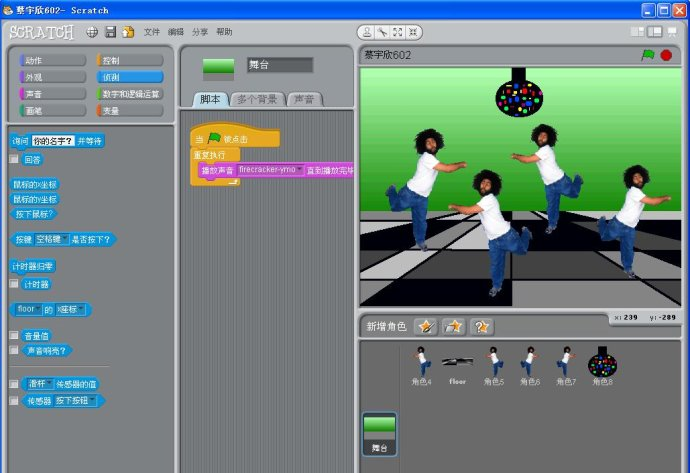 蔡宇欣602- Scratch
SCRATCH
文件 编辑 分享 帮助
动作 控制
外观 侦测
声音 数字和逻辑运算
画笔 变量
询问 你的名字? 并等待
回答
鼠标的x坐标
鼠标的y坐标
按下鼠标?
按键 空格键 是否按下?
计时器归零
计时器
floor 的 x座标
音量值
声音响亮?
滑杆 传感器的值
传感器 按下按钮
舞台
脚本 多个背景 声音
当 被点击
重复执行
播放声音 firecracker-ymo 直到播放完毕
蔡宇欣602
x: 239 y: -289
新增角色
角色4 floor 角色5 角色6 角色7 角色8
舞台